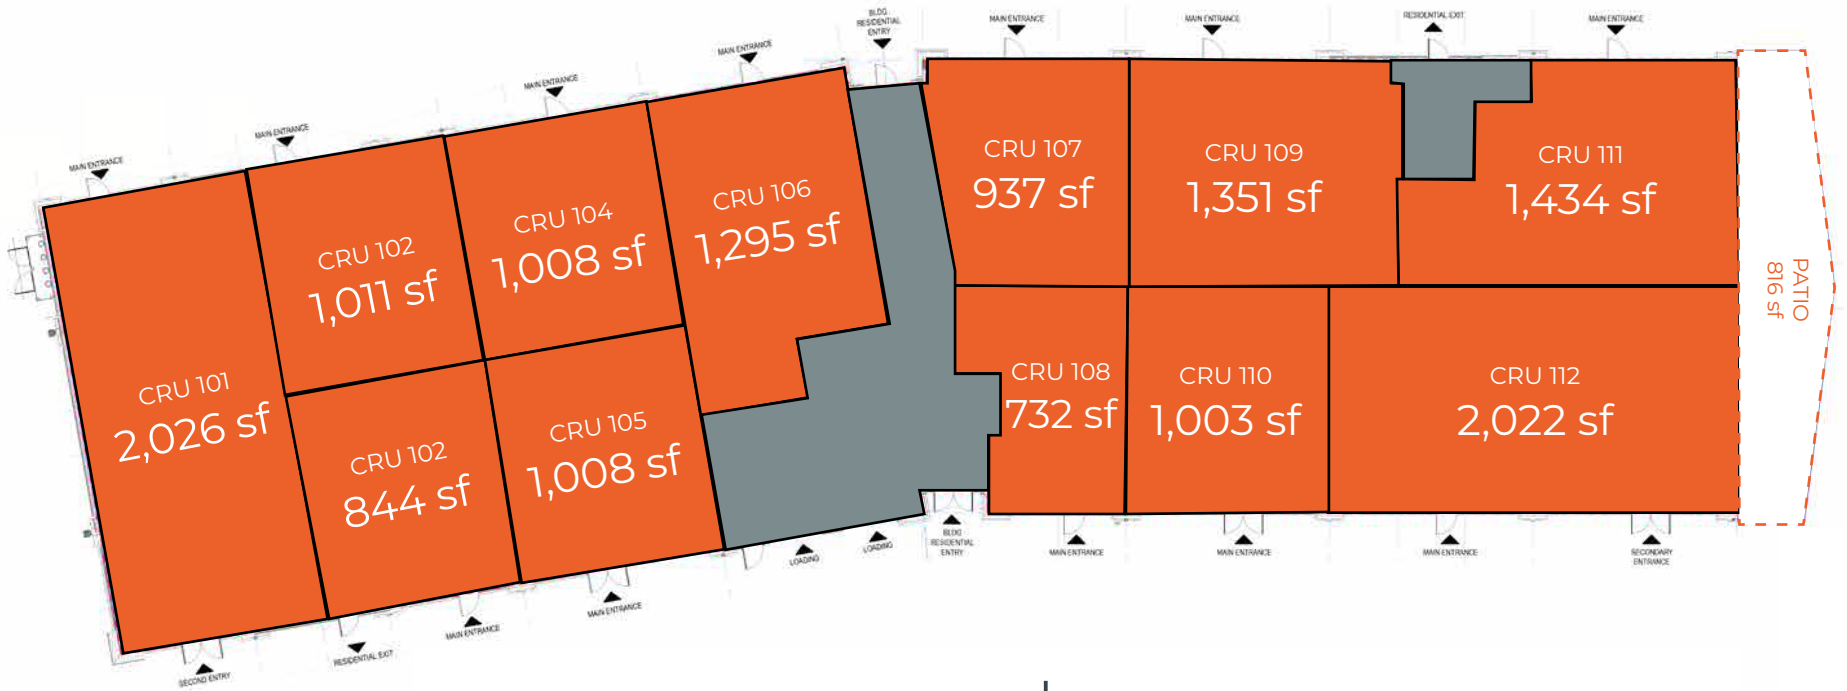 MAIN ENTRANCE
MAIN ENTRANCE
MAIN ENTRANCE
MAIN ENTRANCE
BLDG.
RESIDENTIAL
ENTRY
MAIN ENTRANCE
MAIN ENTRANCE
RESIDENTIAL EXIT
MAIN ENTRANCE
CRU 101
2,026 sf
CRU 102
1,011 sf
CRU 104
1,008 sf
CRU 106
1,295 sf
CRU 107
937 sf
CRU 109
1,351 sf
CRU 111
1,434 sf
PATIO
816 sf
CRU 102
844 sf
CRU 105
1,008 sf
CRU 108
732 sf
CRU 110
1,003 sf
CRU 112
2,022 sf
SECOND ENTRY
RESIDENTIAL EXIT
MAIN ENTRANCE
MAIN ENTRANCE
LOADING
LOADING
BLDG
RESIDENTIAL
ENTRY
MAIN ENTRANCE
MAIN ENTRANCE
MAIN ENTRANCE
SECONDARY
ENTRANCE